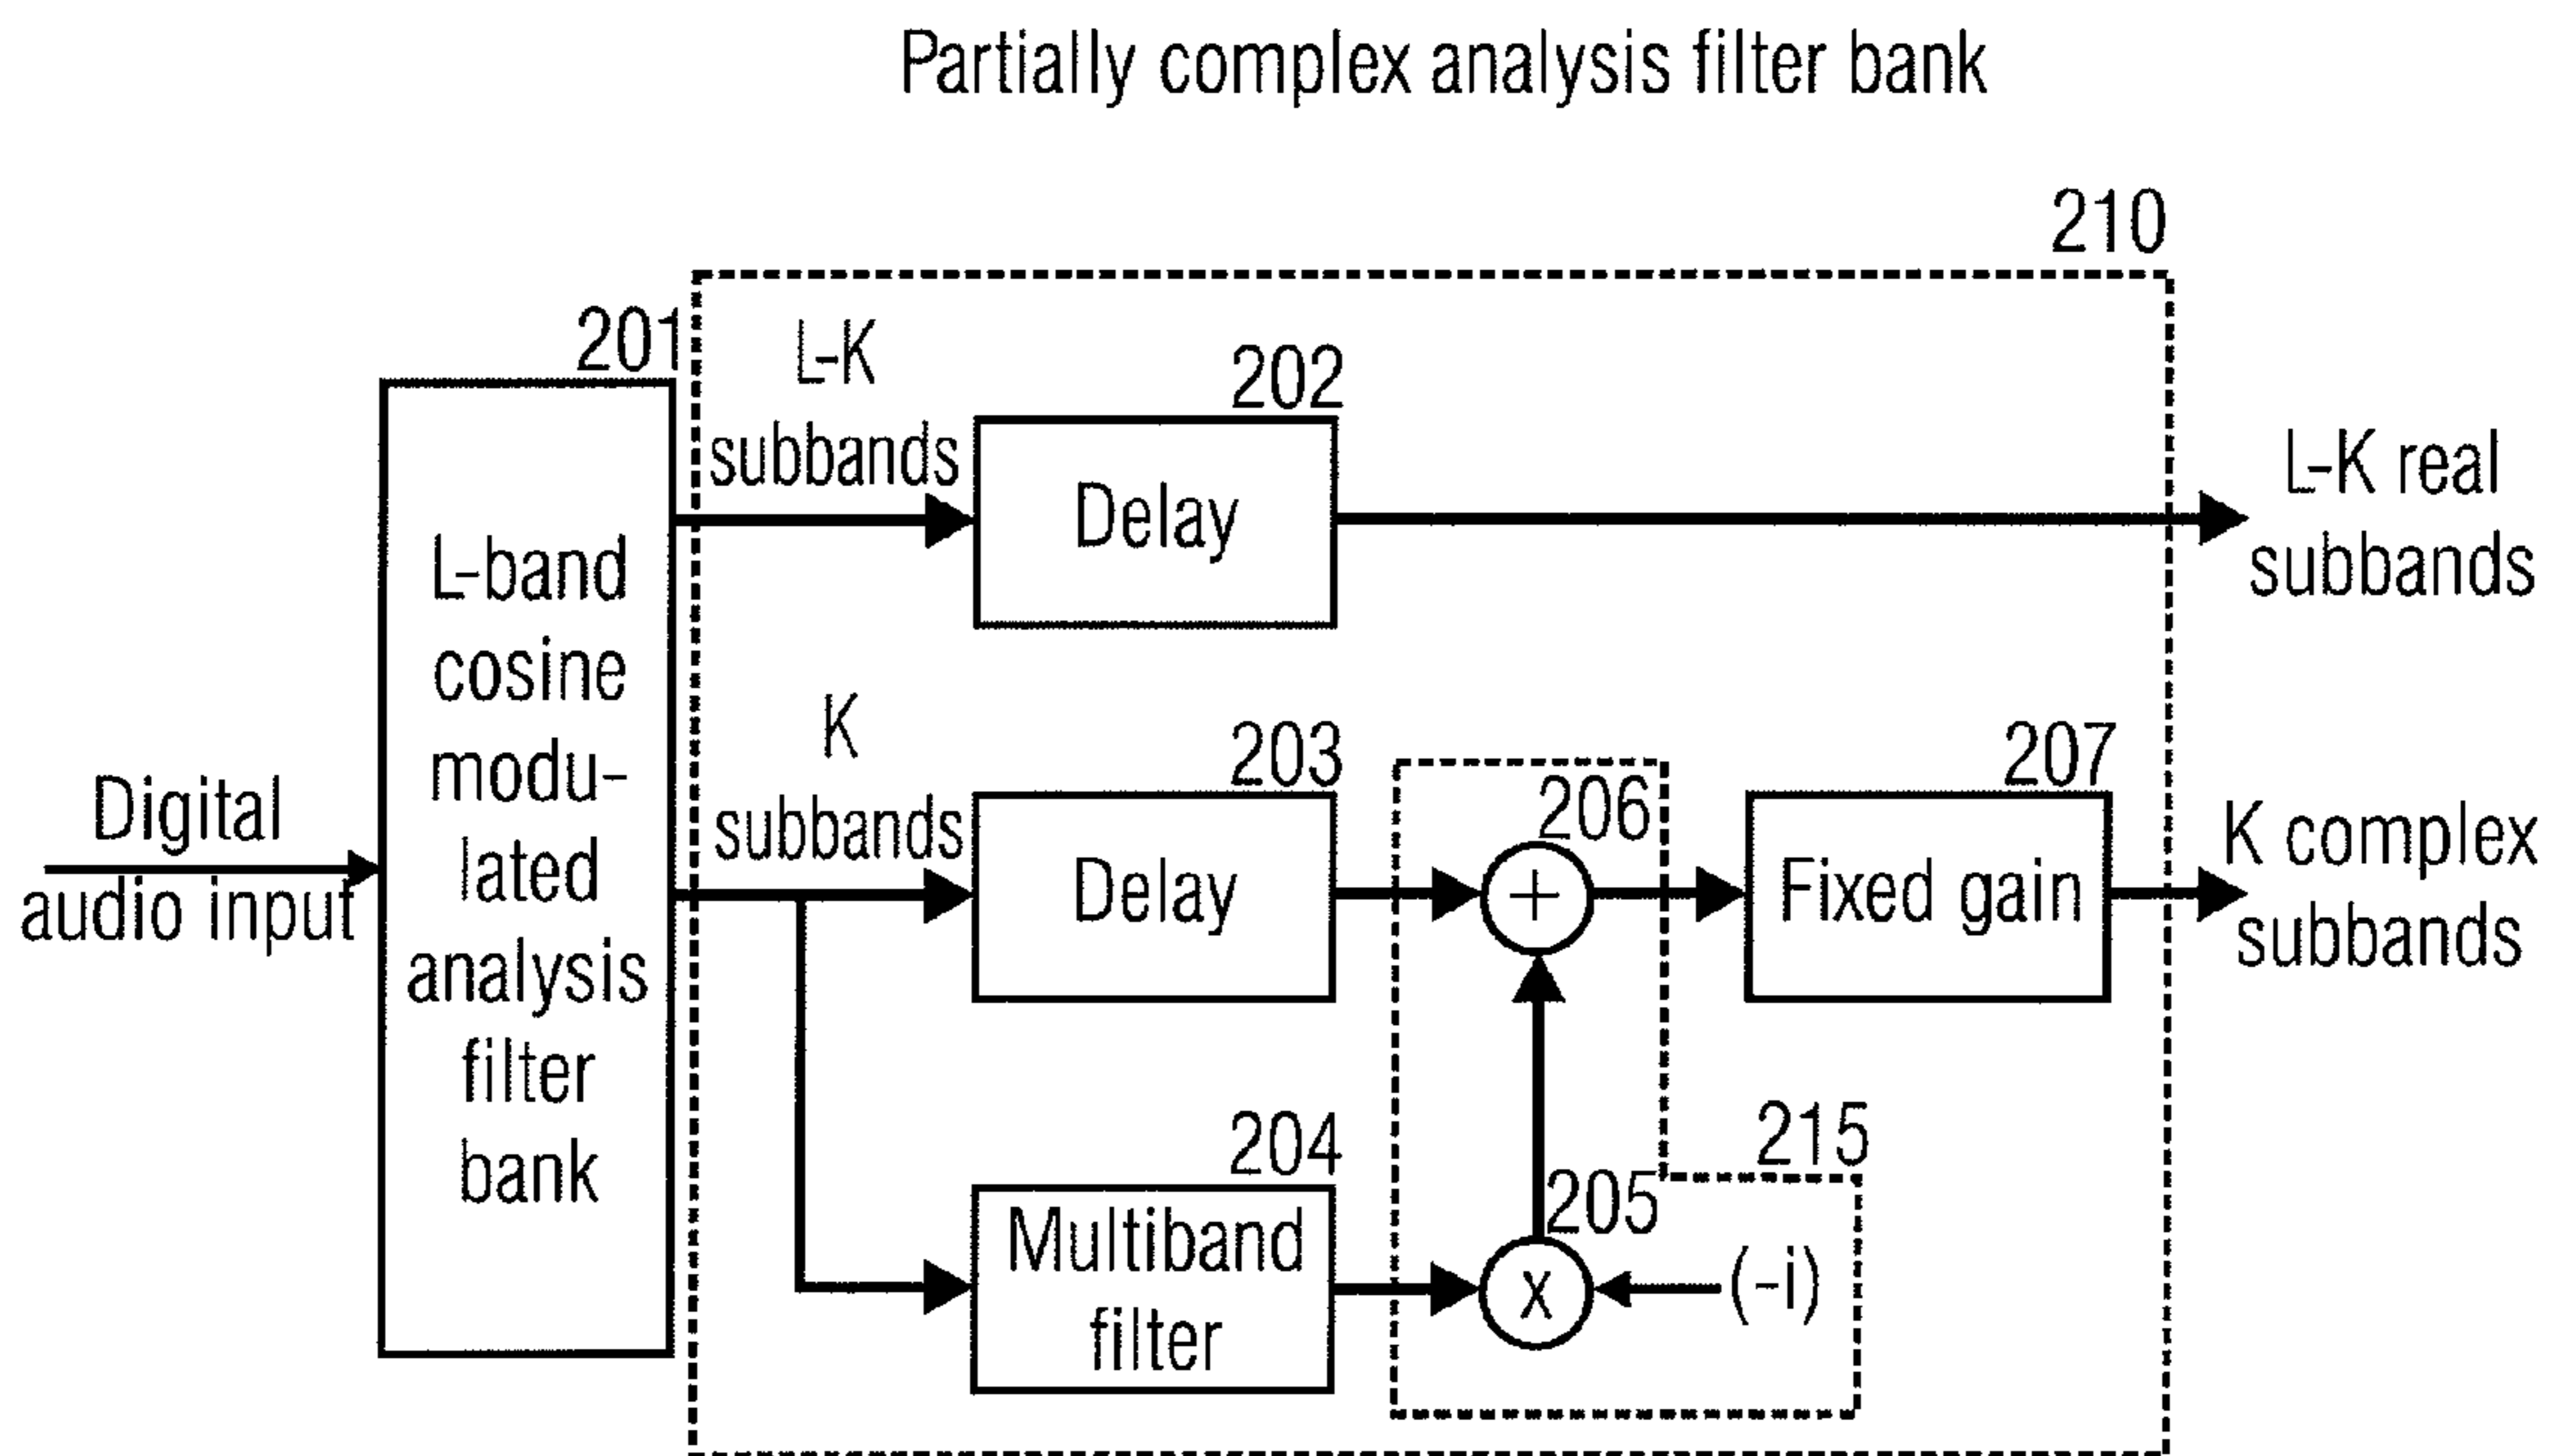 Partially complex analysis filter bank
210
201
L-K
subbands
202
Delay
L-K real
subbands
L-band
cosine
modu-
lated
analysis
filter
bank
Digital
audio input
K
subbands
203
Delay
206
+
207
Fixed gain
K complex
subbands
204
Multiband
filter
205
x
215
(-i)